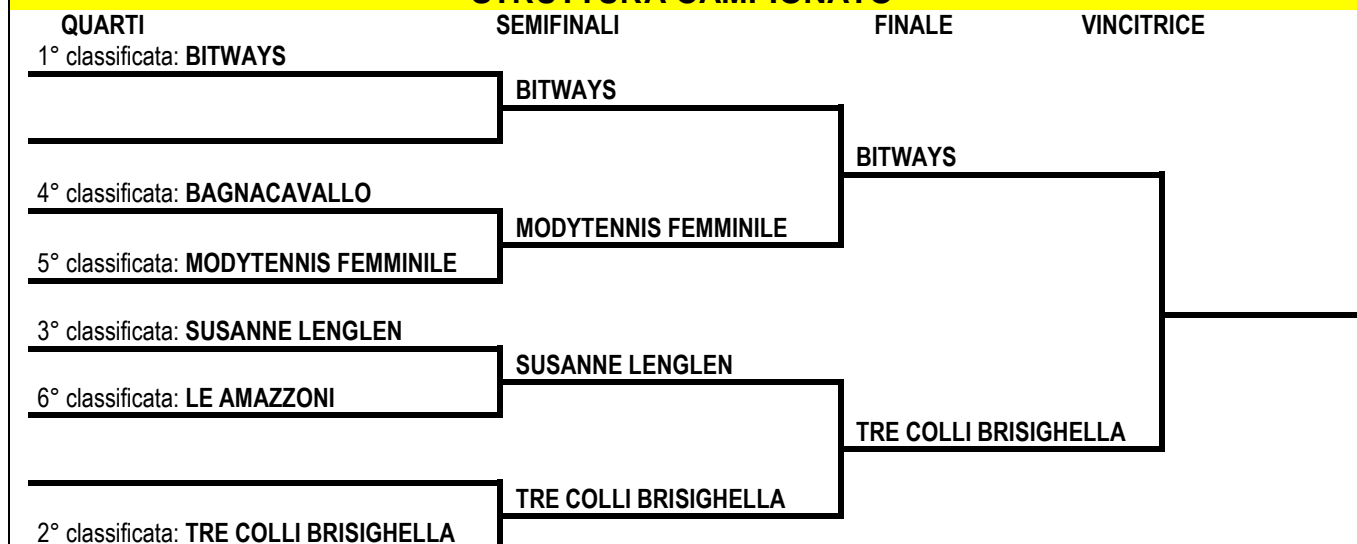 STRUTTURA CAMPIONATO
QUARTI SEMIFINALI FINALE VINCITRICE
1° classificata: BITWAYS
BITWAYS
BITWAYS
4° classificata: BAGNACAVALLO
MODYTENNIS FEMMINILE
5° classificata: MODYTENNIS FEMMINILE
3° classificata: SUSANNE LENGLEN
SUSANNE LENGLEN
6° classificata: LE AMAZZONI
TRE COLLI BRISIGHELLA
TRE COLLI BRISIGHELLA
2° classificata: TRE COLLI BRISIGHELLA